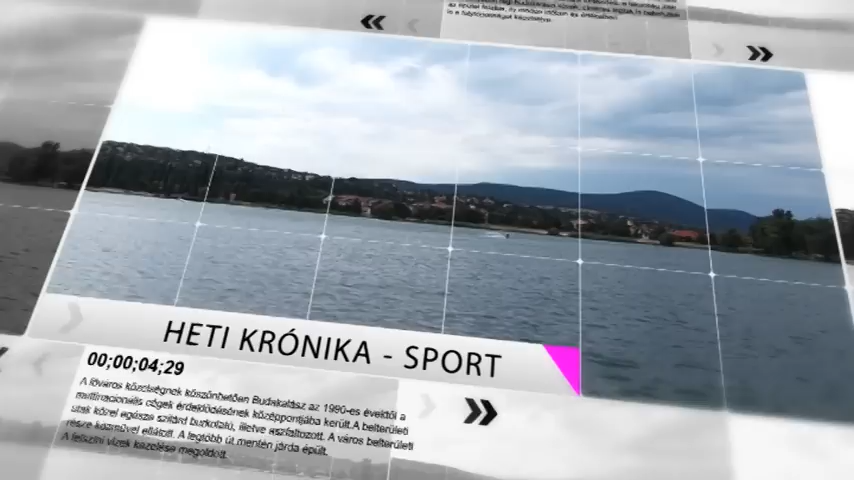 HETI KRÓNIKA - SPORT
00;00;04;29
A főváros közelségnek köszönhetően Budakalász az 1990-es évektől a
multinacionális cégek érdeklődésének középpontjába került.A belterületi
utak közel egésze szilárd burkolatú, illetve aszfaltozott. A város belterületi
része közművel ellátott. A legtöbb út mentén járda épült.
A felszíni vizek kezelése megoldott.